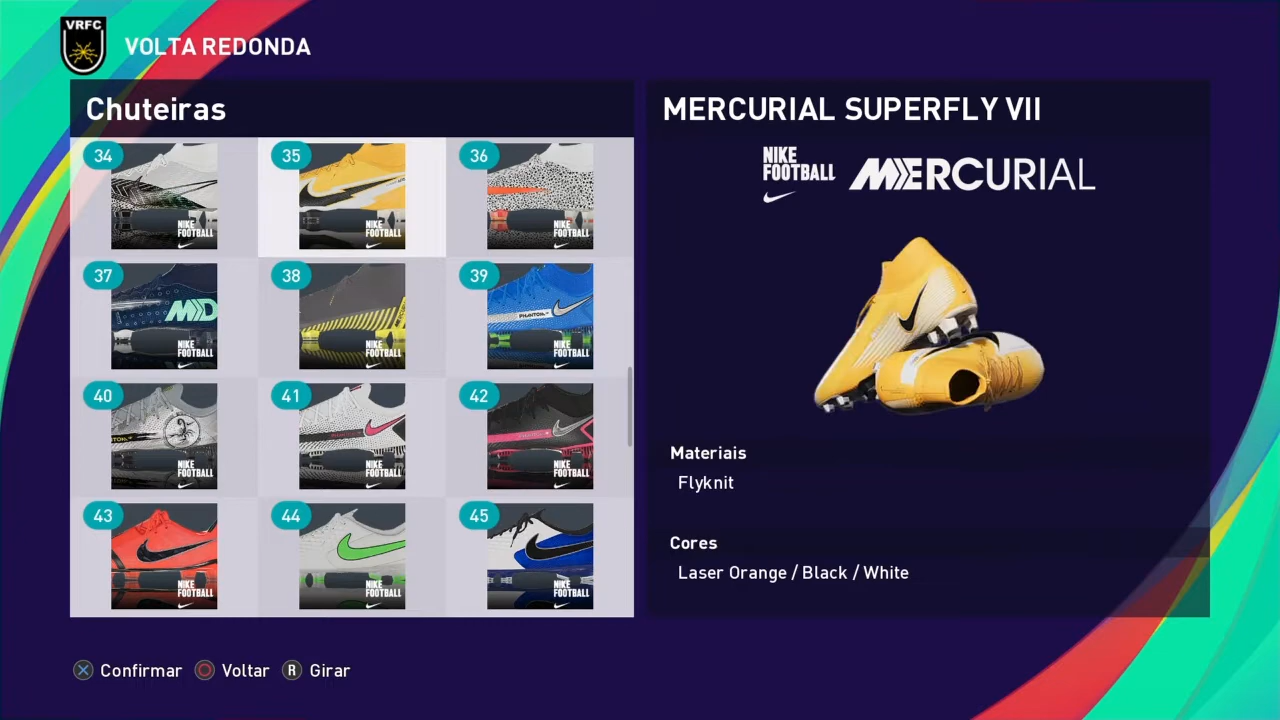 VRFC
VOLTA REDONDA
Chuteiras
MERCURIAL SUPERFLY VII
NIKE
FOOTBALL
MERCURIAL
34
NIKE
FOOTBALL
35
NIKE
FOOTBALL
36
NIKE
FOOTBALL
37
NIKE
FOOTBALL
38
NIKE
FOOTBALL
39
PHANTOM
NIKE
FOOTBALL
40
NIKE
FOOTBALL
41
NIKE
FOOTBALL
42
NIKE
FOOTBALL
43
NIKE
FOOTBALL
44
NIKE
FOOTBALL
45
NIKE
FOOTBALL
Materiais
Flyknit
Cores
Laser Orange / Black / White
Confirmar
Voltar
R Girar